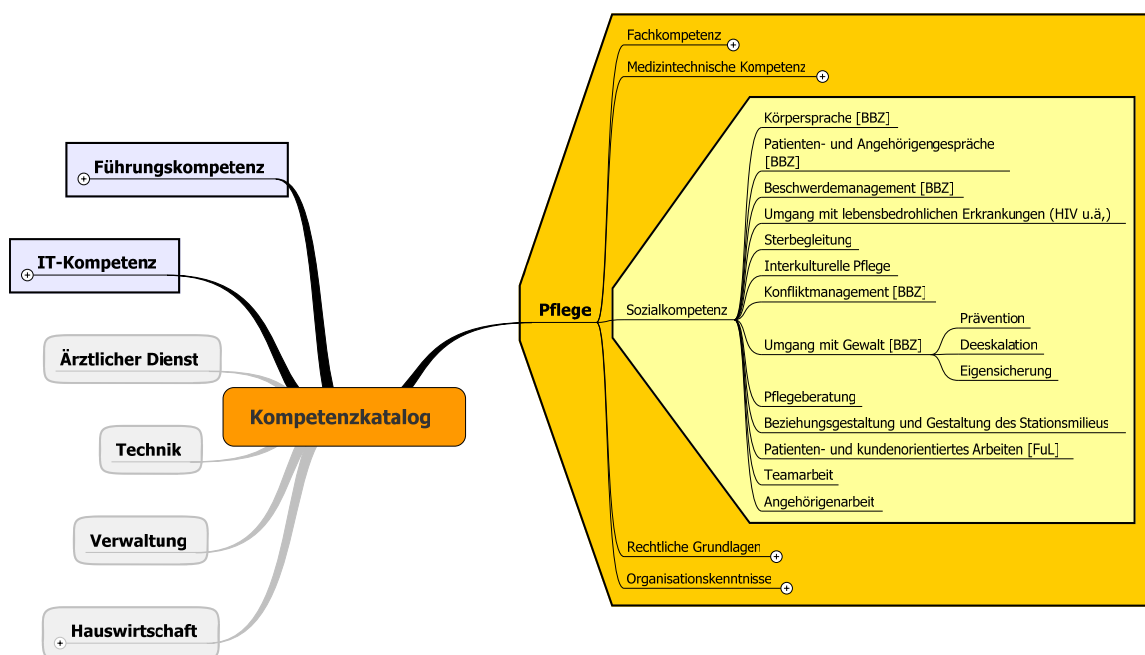 Führungskompetenz
IT-Kompetenz
Ärztlicher Dienst
Technik
Verwaltung
Hauswirtschaft
Kompetenzkatalog
Pflege
Fachkompetenz
Medizintechnische Kompetenz
Sozialkompetenz
Körpersprache [BBZ]
Patienten- und Angehörigengespräche
[BBZ]
Beschwerdemanagement [BBZ]
Umgang mit lebensbedrohlichen Erkrankungen (HIV u.ä,)
Sterbegleitung
Interkulturelle Pflege
Konfliktmanagement [BBZ]
Umgang mit Gewalt [BBZ]
Prävention
Deeskalation
Eigensicherung
Pflegeberatung
Beziehungsgestaltung und Gestaltung des Stationsmilieus
Patienten- und kundenorientiertes Arbeiten [FuL]
Teamarbeit
Angehörigenarbeit
Rechtliche Grundlagen
Organisationskenntnisse